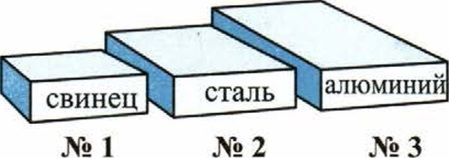 свинец сталь алюминий
№ 1 № 2 № 3